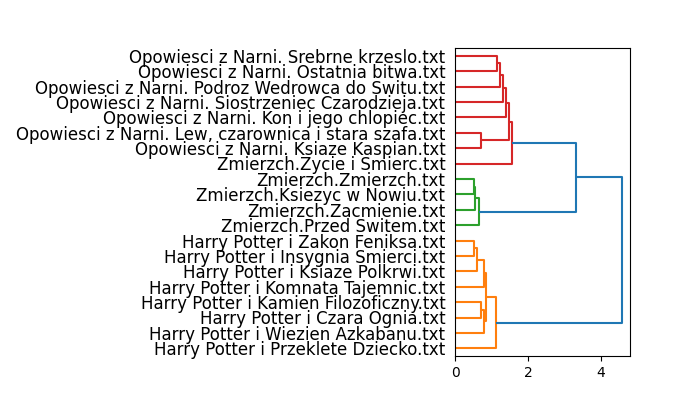 Opowiesci z Narni. Srebrne krzeslo.txt
Opowiesci z Narni. Ostatnia bitwa.txt
Opowiesci z Narni. Podroz Wedrowca do Switu.txt
Opowiesci z Narni. Siostrzeniec Czarodzieja.txt
Opowiesci z Narni. Kon i jego chlopiec.txt
Opowiesci z Narni. Lew, czarownica i stara szafa.txt
Opowiesci z Narni. Ksiaze Kaspian.txt
Zmierzch.Zycie i Smierc.txt
Zmierzch.Zmierzch.txt
Zmierzch.Ksiezyc w Nowiu.txt
Zmierzch.Zacmienie.txt
Zmierzch.Przed Switem.txt
Harry Potter i Zakon Feniksa.txt
Harry Potter i Insygnia Smierci.txt
Harry Potter i Ksiaze Polkrwi.txt
Harry Potter i Komnata Tajemnic.txt
Harry Potter i Kamien Filozoficzny.txt
Harry Potter i Czara Ognia.txt
Harry Potter i Wiezien Azkabanu.txt
Harry Potter i Przeklete Dziecko.txt
0 2 4